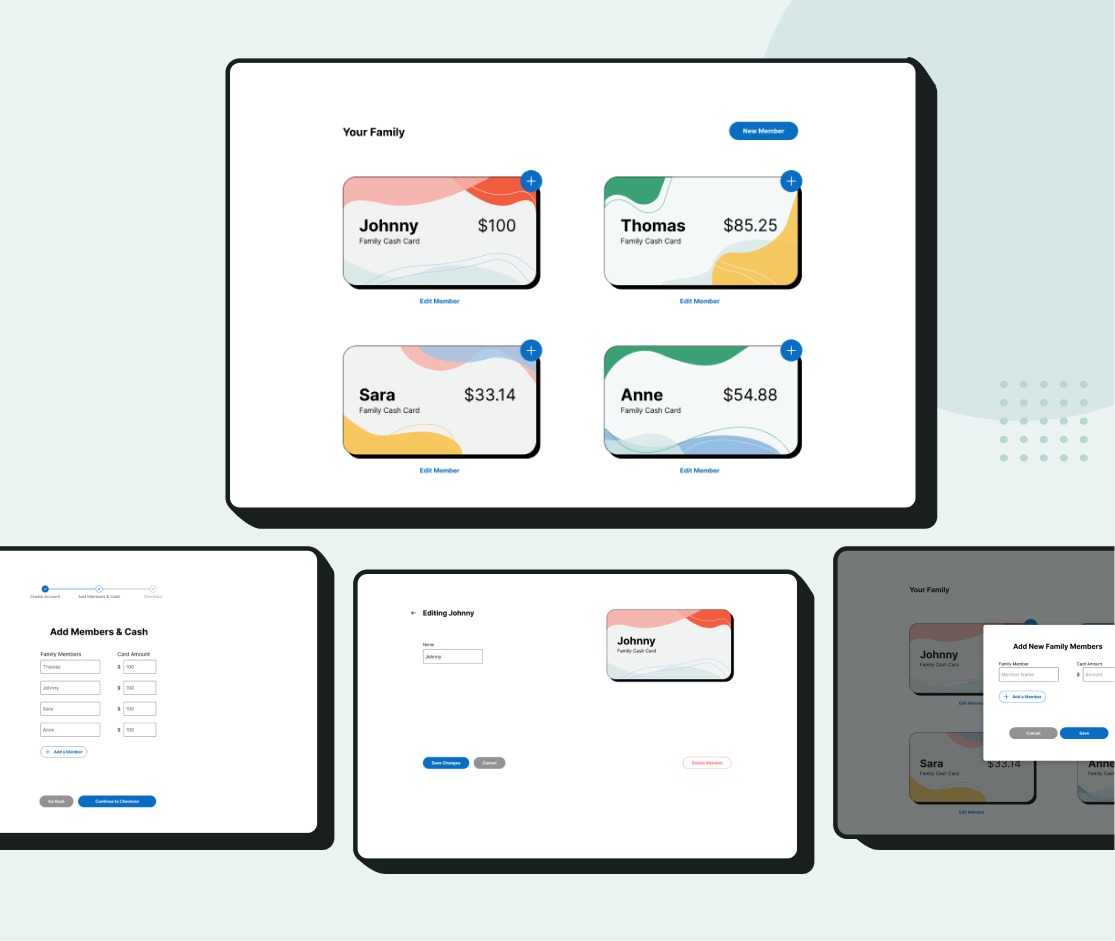 Your Family
New Member
Johnny $100
Family Cash Card
Edit Member
Thomas $85.25
Family Cash Card
Edit Member
Sara $33.14
Family Cash Card
Edit Member
Anne $54.88
Family Cash Card
Edit Member
Create Account Add Members & Cash Checkout
Add Members & Cash
Family Members Card Amount
Thomas $ 100
Johnny $ 100
Sara $ 100
Anne $ 100
+ Add a Member
Go Back Continue to Checkout
← Editing Johnny
Name
Johnny
Johnny
Family Cash Card
Save Changes Cancel
Delete Member
Your Family
Johnny
Family Cash Card
Edit Memb
Sara $33.14
Family Cash Card
Edit Member
Anne
Family Cash Card
Add New Family Members
Family Member Card Amount
Member Name $ Amount
+ Add a Member
Cancel Save